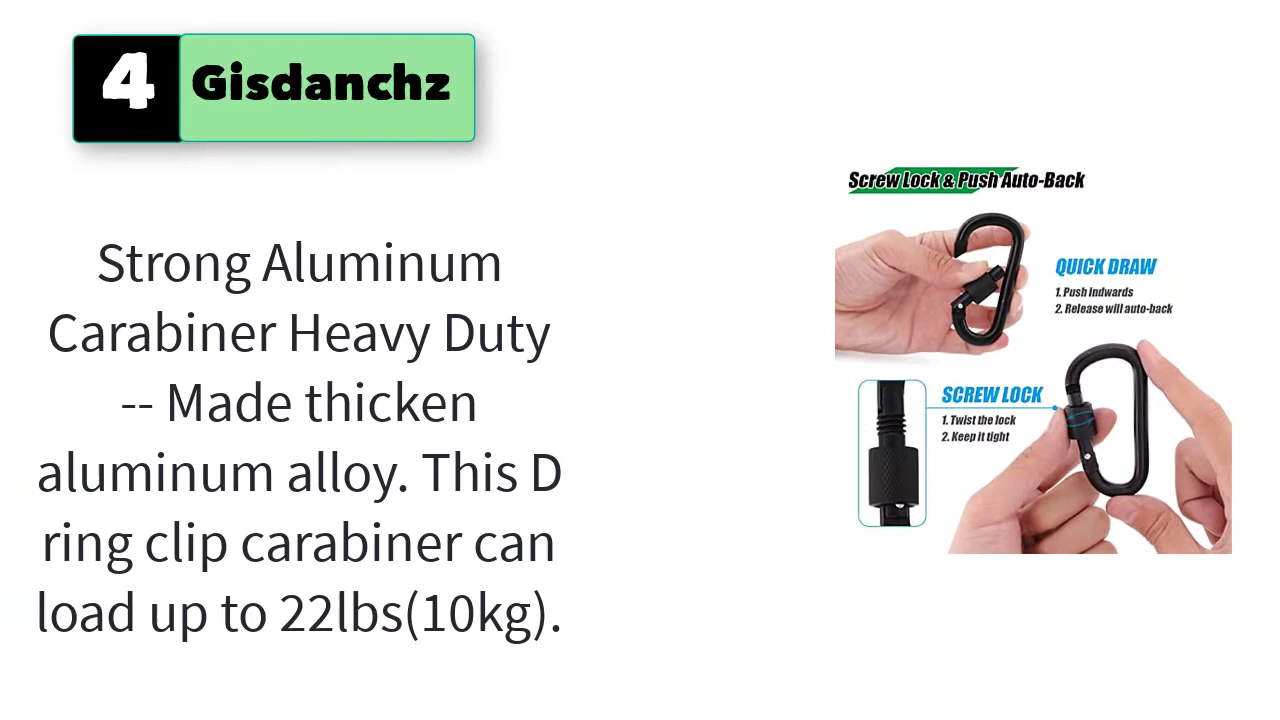 4 Gisdanchz
Strong Aluminum
Carabiner Heavy Duty
-- Made thicken
aluminum alloy. This D
ring clip carabiner can
load up to 22lbs(10kg).
Screw Lock & Push Auto-Back
QUICK DRAW
1. Push indwards
2. Release will auto-back
SCREW LOCK
1. Twist the lock
2. Keep it tight